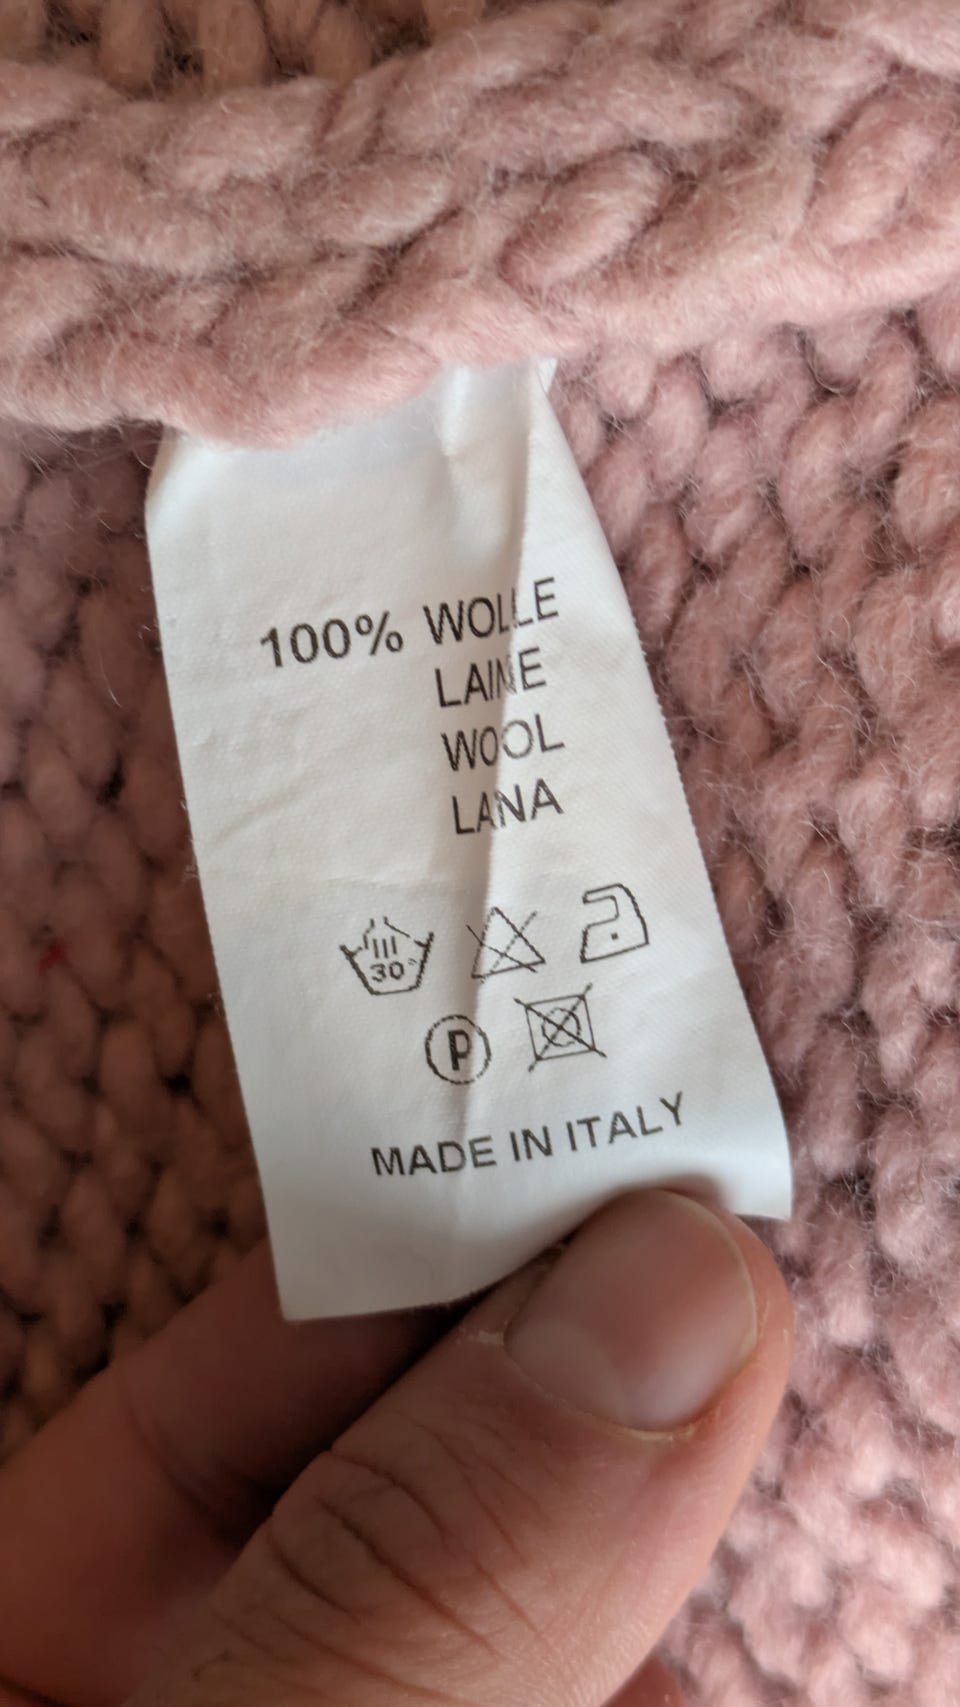 100% WOLLE
LAINE
WOOL
LANA
30°
P
MADE IN ITALY